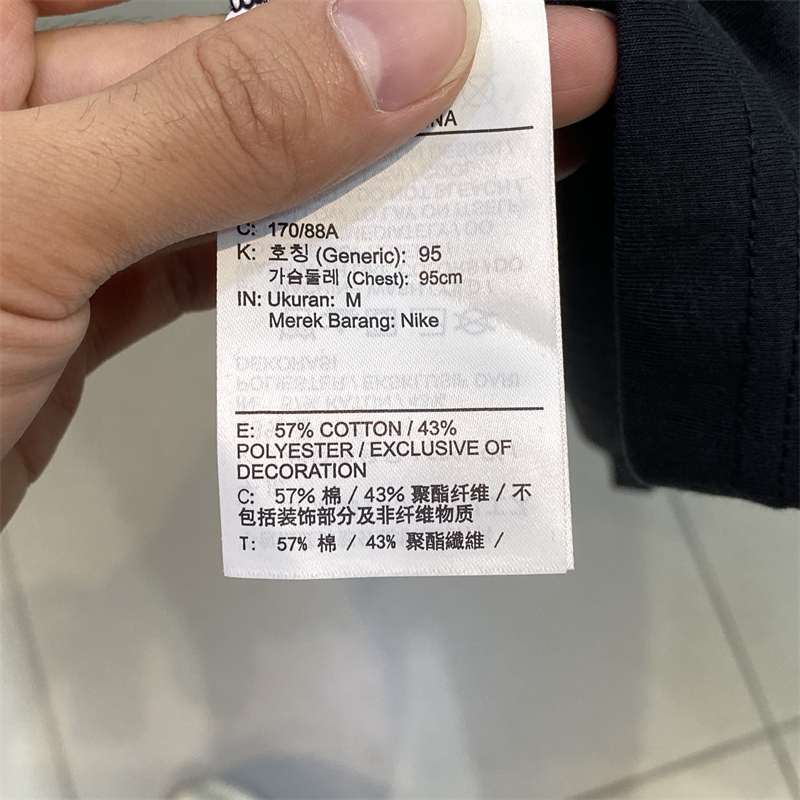 NA
C: 170/88A
K: 호칭 (Generic): 95
가슴둘레 (Chest): 95cm
IN: Ukuran: M
Merek Barang: Nike
E: 57% COTTON / 43%
POLYESTER / EXCLUSIVE OF
DECORATION
C: 57% 棉 / 43% 聚酯纤维 / 不
包括装饰部分及非纤维物质
T: 57% 棉 / 43% 聚酯纖維 /